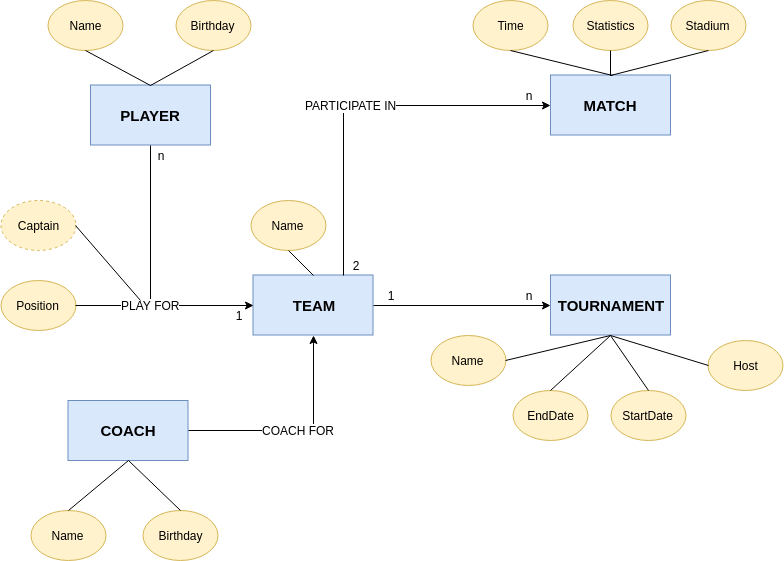 Name
Birthday
Time
Statistics
Stadium
PLAYER
PARTICIPATE IN
n
MATCH
n
Captain
Name
2
Position
PLAY FOR
1
TEAM
1
n
TOURNAMENT
Name
Host
EndDate
StartDate
COACH
COACH FOR
Name
Birthday